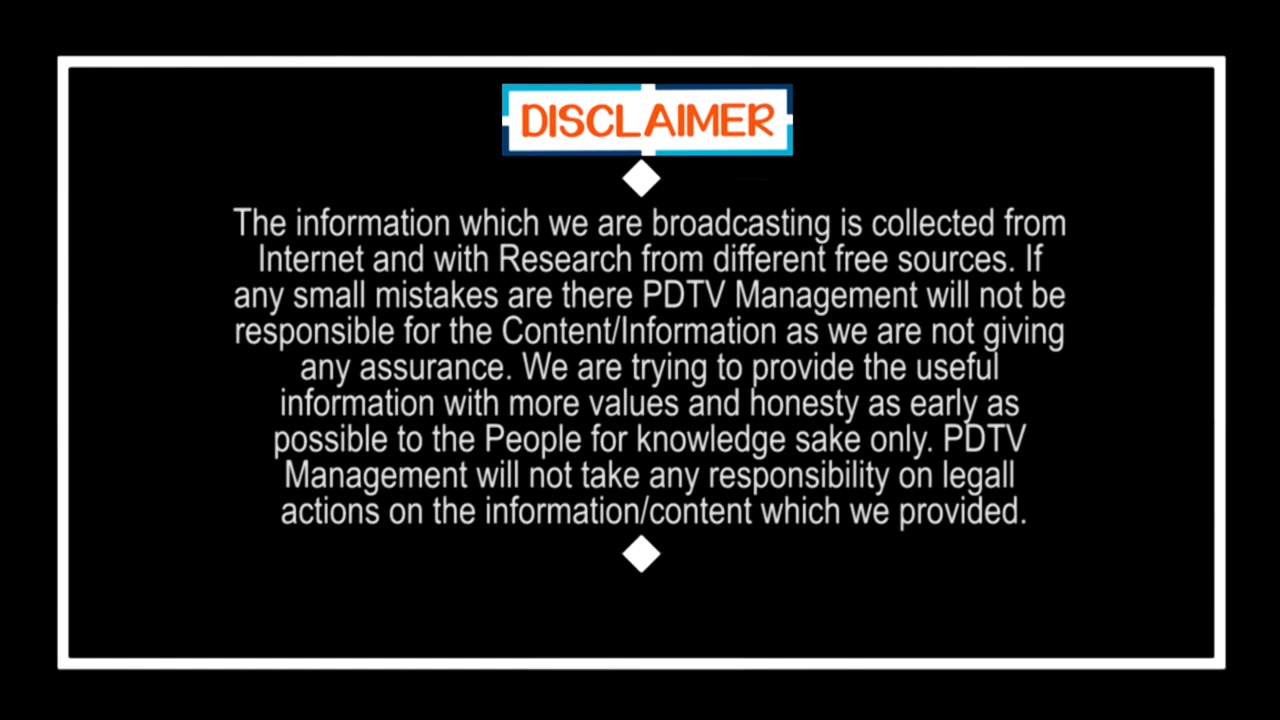 DISCLAIMER
The information which we are broadcasting is collected from
Internet and with Research from different free sources. If
any small mistakes are there PDTV Management will not be
responsible for the Content/Information as we are not giving
any assurance. We are trying to provide the useful
information with more values and honesty as early as
possible to the People for knowledge sake only. PDTV
Management will not take any responsibility on legall
actions on the information/content which we provided.